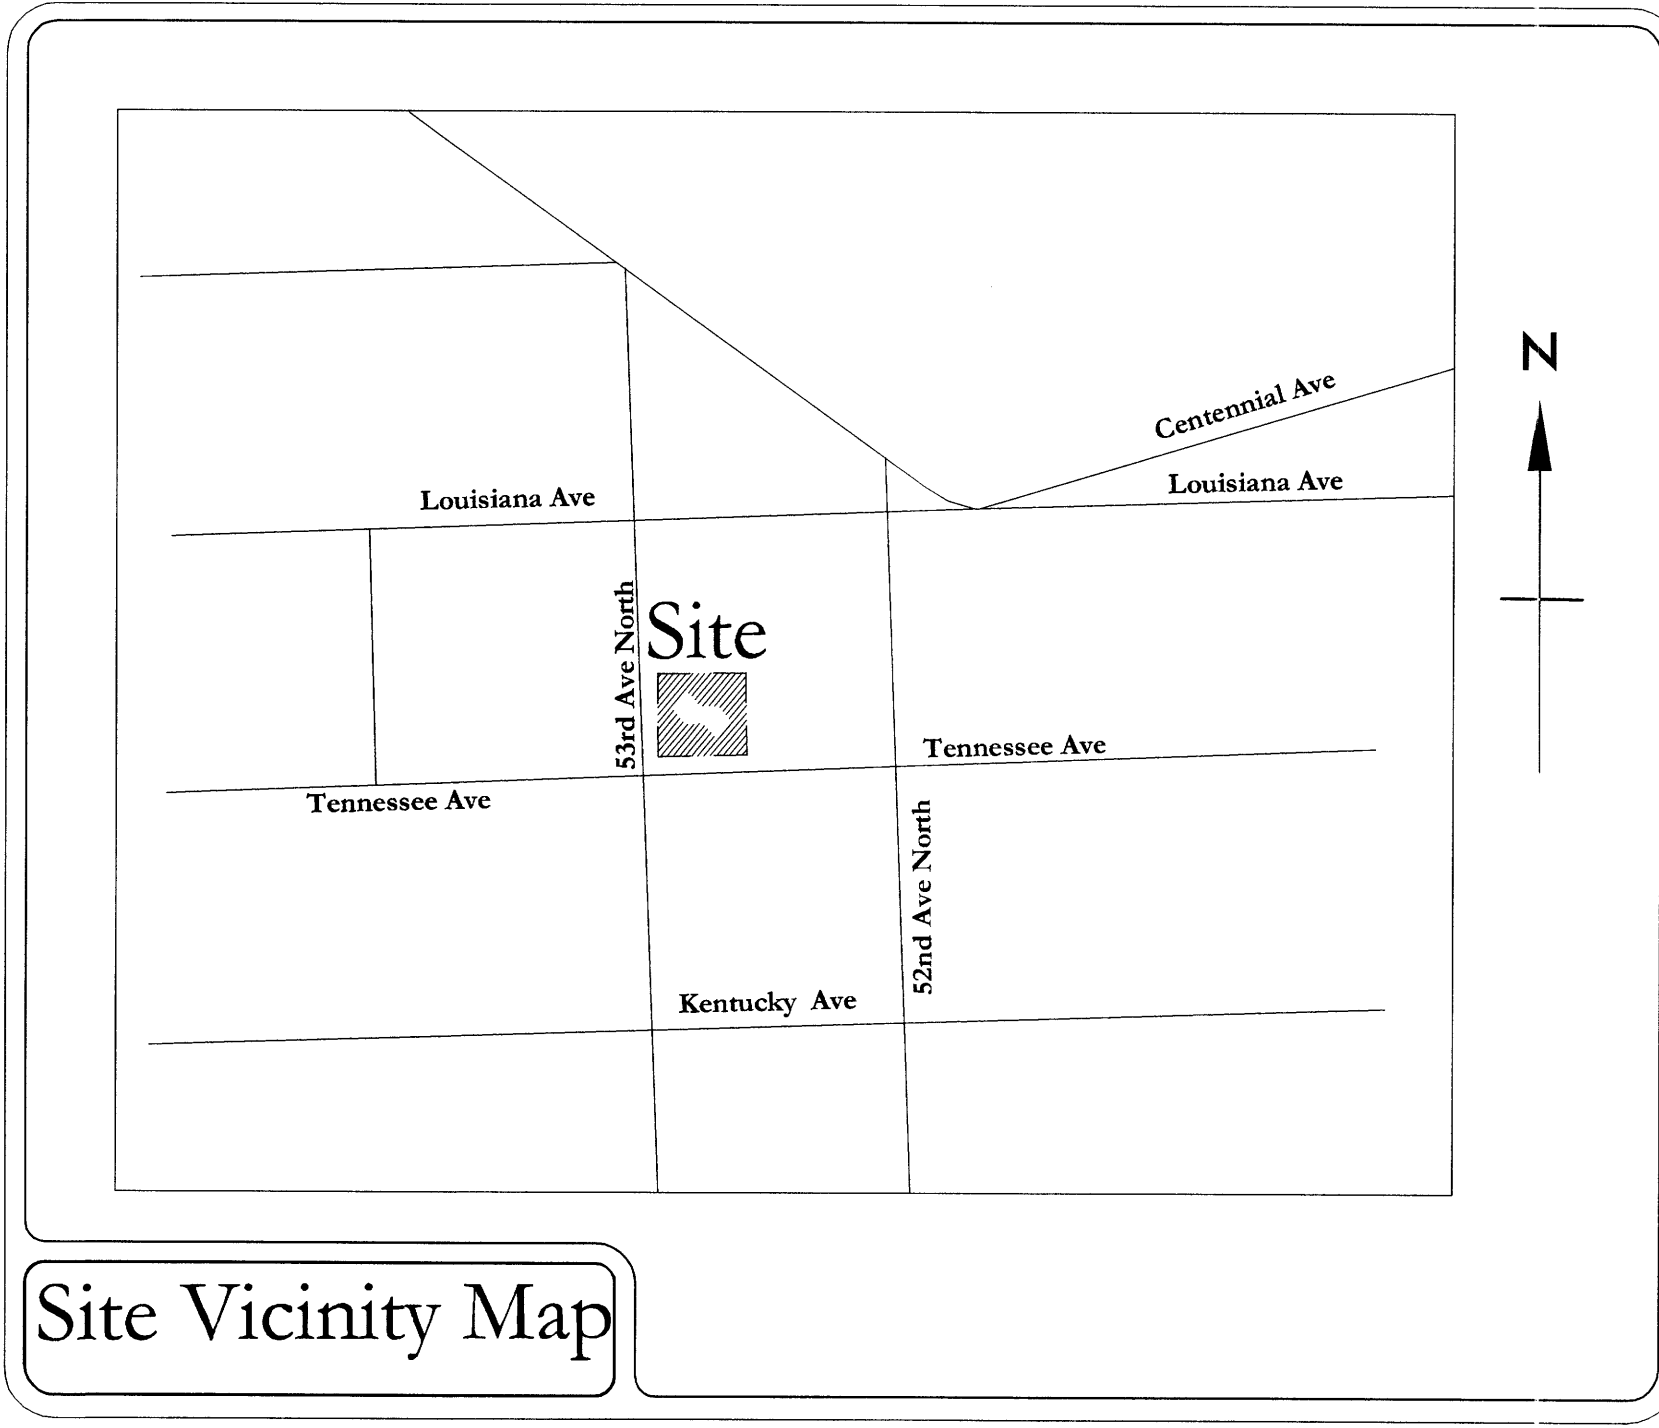 N
Centennial Ave
Louisiana Ave
Louisiana Ave
53rd Ave North
Site
Tennessee Ave
Tennessee Ave
52nd Ave North
Kentucky Ave
Site Vicinity Map